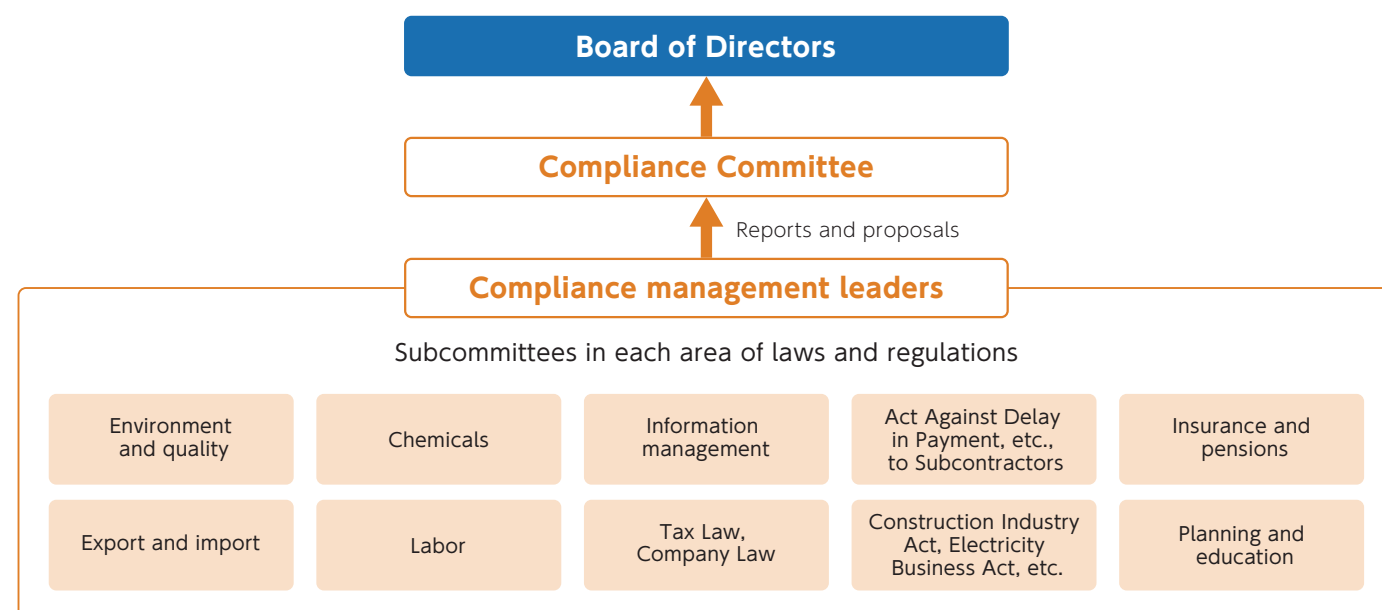 Board of Directors
Compliance Committee
Reports and proposals
Compliance management leaders
Subcommittees in each area of laws and regulations
Environment
and quality
Chemicals
Information
management
Act Against Delay
in Payment, etc.,
to Subcontractors
Insurance and
pensions
Export and import
Labor
Tax Law,
Company Law
Construction Industry
Act, Electricity
Business Act, etc.
Planning and
education